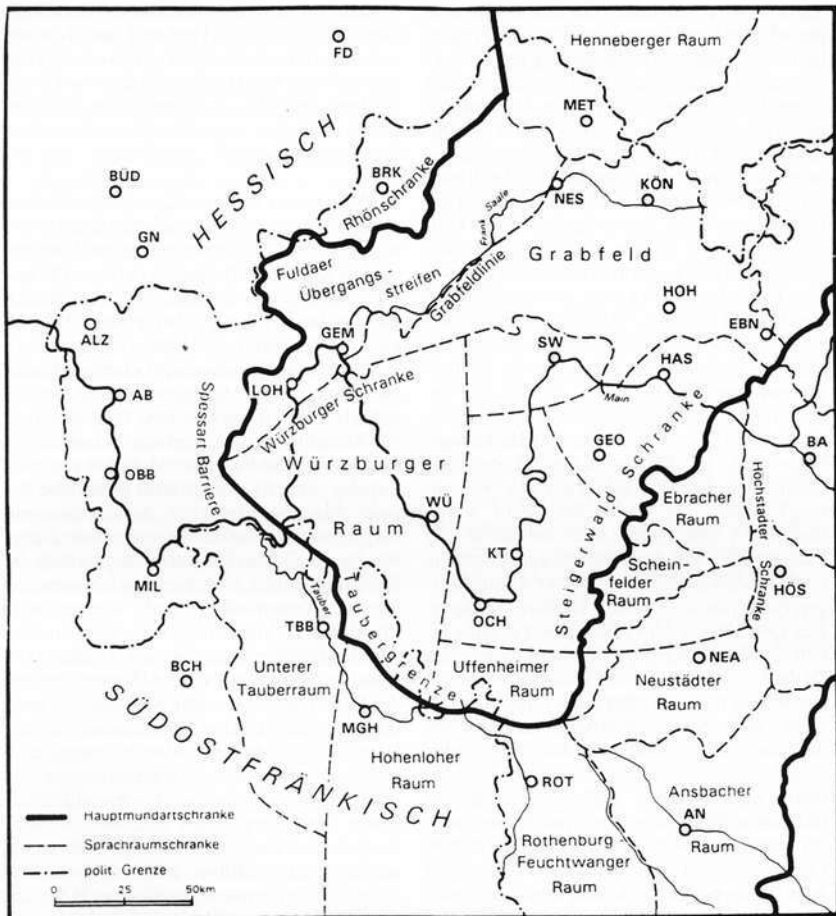 Henneberger Raum
FD
MET
HESSISCH
BÜD
BRK
Rhönschranke
NES
KÖN
GN
Fränk Saale
Grabfeld
Fuldaer
Übergangs-
streifen
Grabfeldlinie
HOH
ALZ
GEM
SW
EBN
HAS
LOH
AB
Würzburger Schranke
Main
Spessart Barriere
GEO
BA
Würzburger
Raum
OBB
WÜ
Steigerwald Schranke
Ebracher
Raum
Höchstadter
Schranke
KT
Schein-
felder
Raum
HÖS
MIL
Tauber
OCH
TBB
Taubergrenze
NEA
Neustädter
Raum
BCH
Unterer
Tauberraum
Uffenheimer
Raum
MGH
SÜDOSTFRÄNKISCH
Hohenloher
Raum
ROT
Ansbacher
AN
Raum
Rothenburg-
Feuchtwanger
Raum
Hauptmundartschranke
Sprachraumschranke
polit. Grenze
0 25 50km